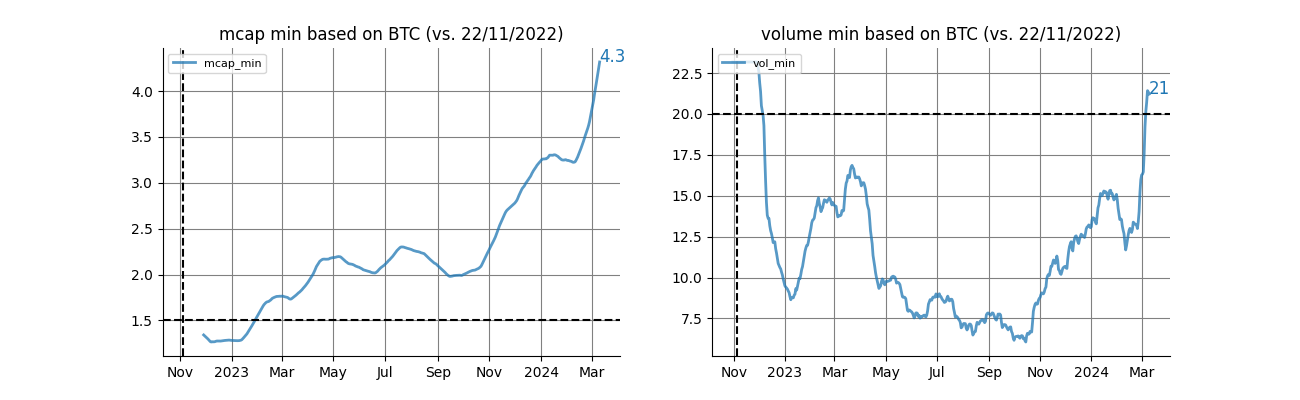 mcap min based on BTC (vs. 22/11/2022)
mcap_min
4.3
4.0
3.5
3.0
2.5
2.0
1.5
Nov 2023 Mar May Jul Sep Nov 2024 Mar
volume min based on BTC (vs. 22/11/2022)
vol_min
21
22.5
20.0
17.5
15.0
12.5
10.0
7.5
Nov 2023 Mar May Jul Sep Nov 2024 Mar